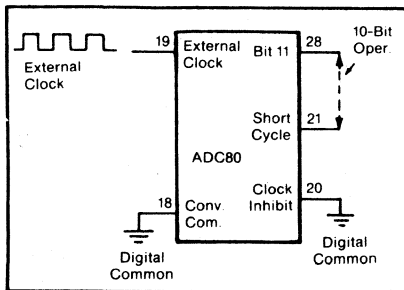 10-Bit
Oper.
19
External
Clock
External
Clock
Bit 11
28
Short
Cycle
21
ADC80
18
Conv.
Com.
Clock
Inhibit
20
Digital
Common
Digital
Common